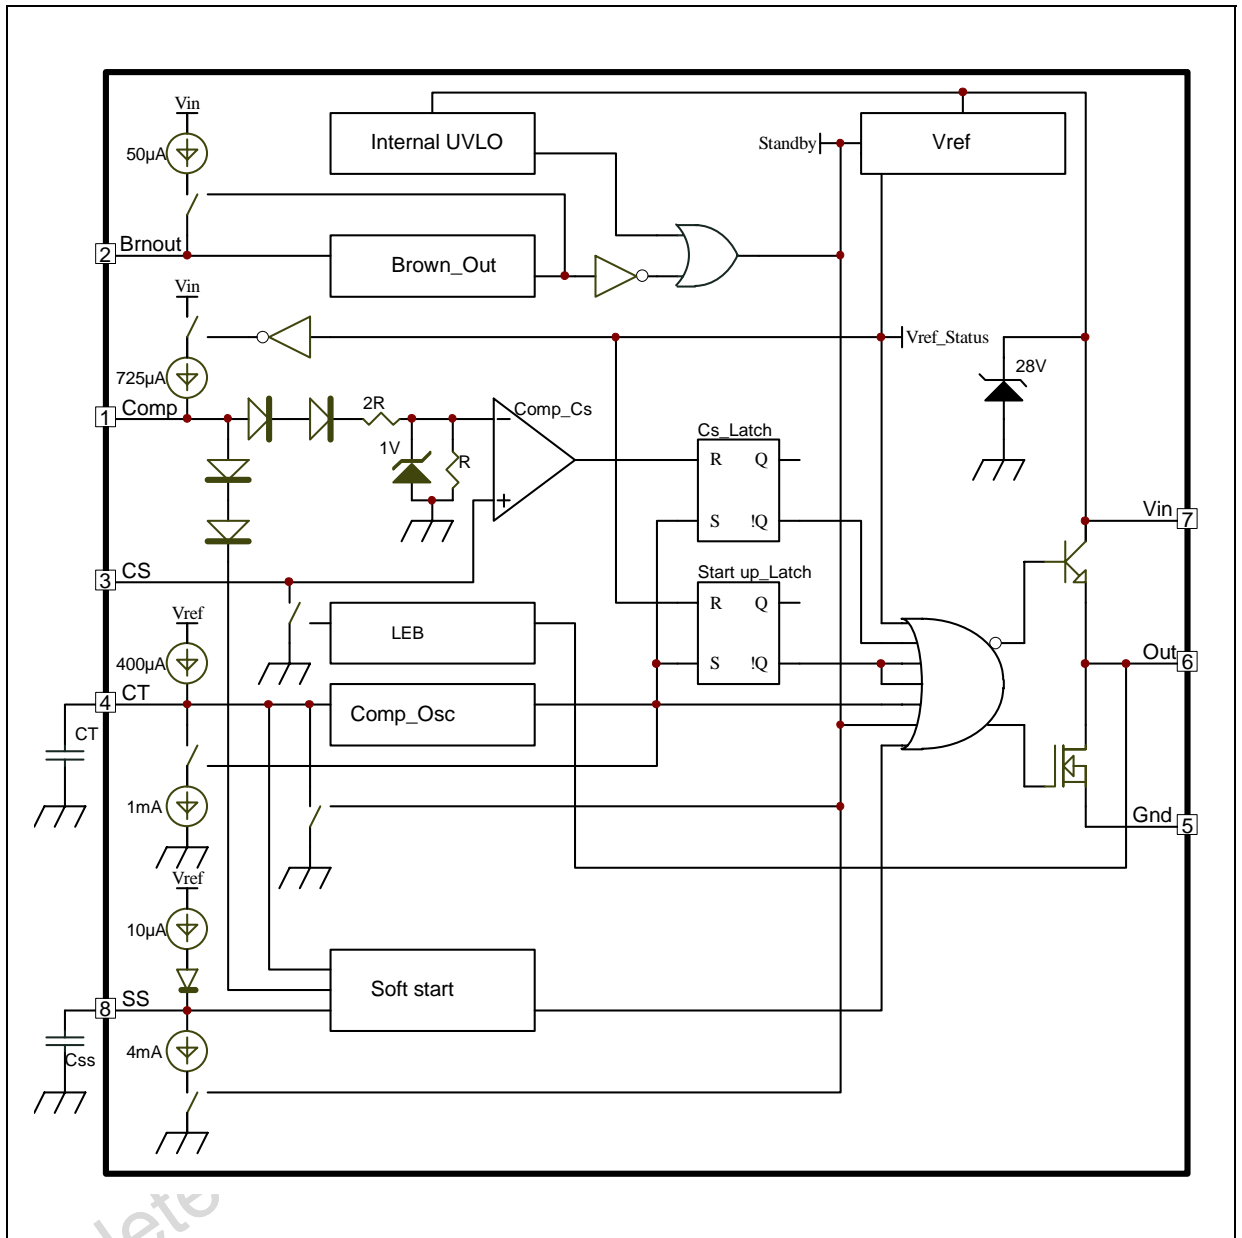 Vin
50µA
Internal UVLO
Standby
Vref
2
Brnout
Brown_Out
Vin
Vref_Status
28V
725µA
1
Comp
2R
Comp_Cs
1V
R
Cs_Latch
R Q
S !Q
Vin
7
3
CS
Start up_Latch
R Q
S !Q
Vref
LEB
Out
6
400µA
4
CT
CT
Comp_Osc
1mA
Gnd
5
Vref
10µA
Soft start
8
SS
4mA
Css